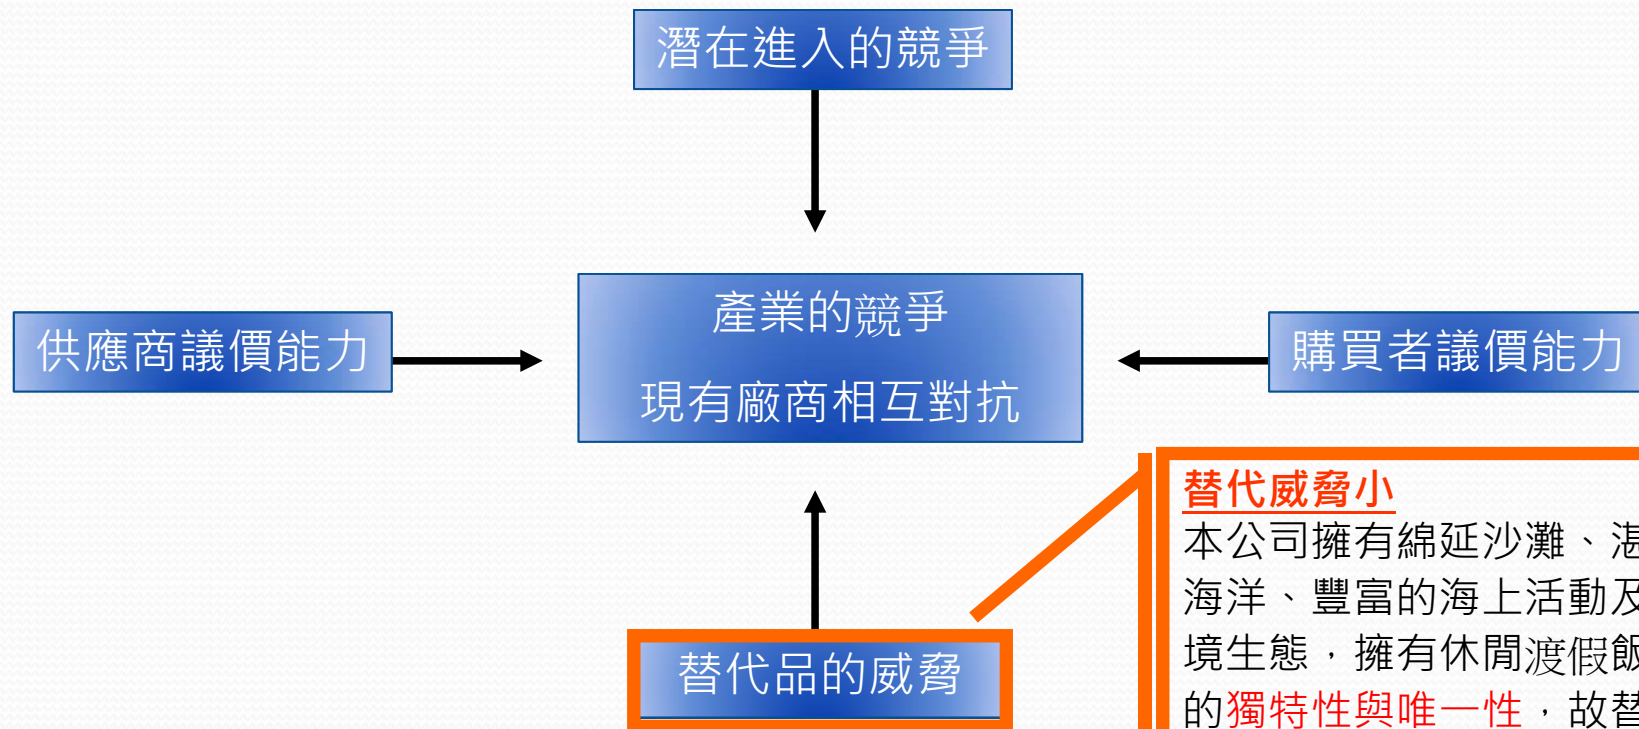 潛在進入的競爭
產業的競爭
現有廠商相互對抗
供應商議價能力
購買者議價能力
替代品的威脅
替代威脅小
本公司擁有綿延沙灘、湛
海洋、豐富的海上活動及
境生態，擁有休閒渡假飯
的獨特性與唯一性，故替